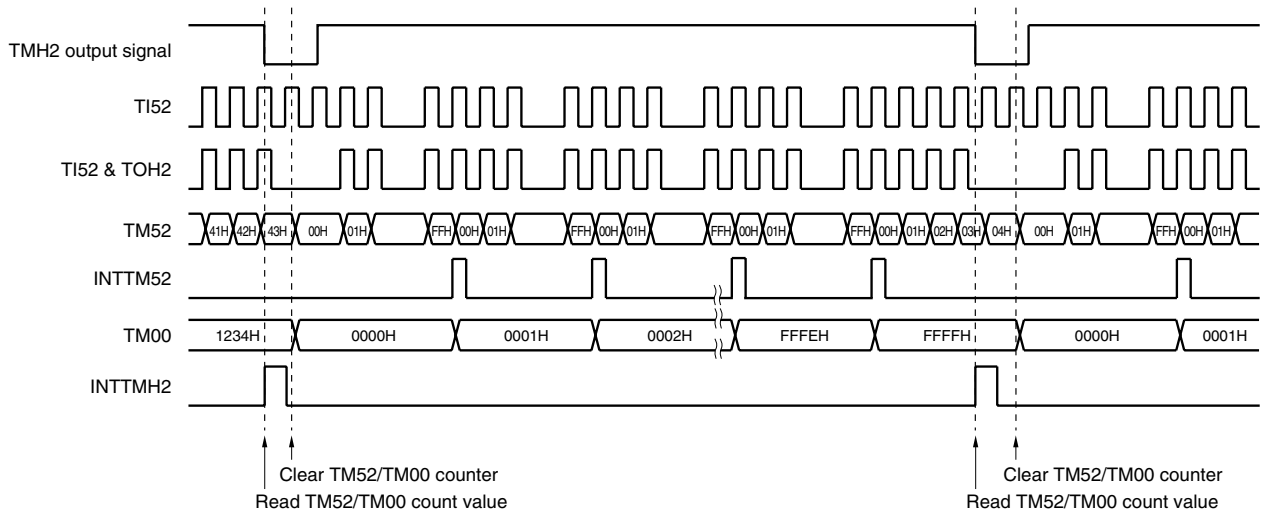 TMH2 output signal
TI52
TI52 & TOH2
TM52 41H 42H 43H 00H 01H FFH 00H 01H FFH 00H 01H FFH 00H 01H FFH 00H 01H 02H 03H 04H 00H 01H FFH 00H 01H
INTTM52
TM00 1234H 0000H 0001H 0002H FFFEH FFFFH 0000H 0001H
INTTMH2
Clear TM52/TM00 counter Clear TM52/TM00 counter
Read TM52/TM00 count value Read TM52/TM00 count value